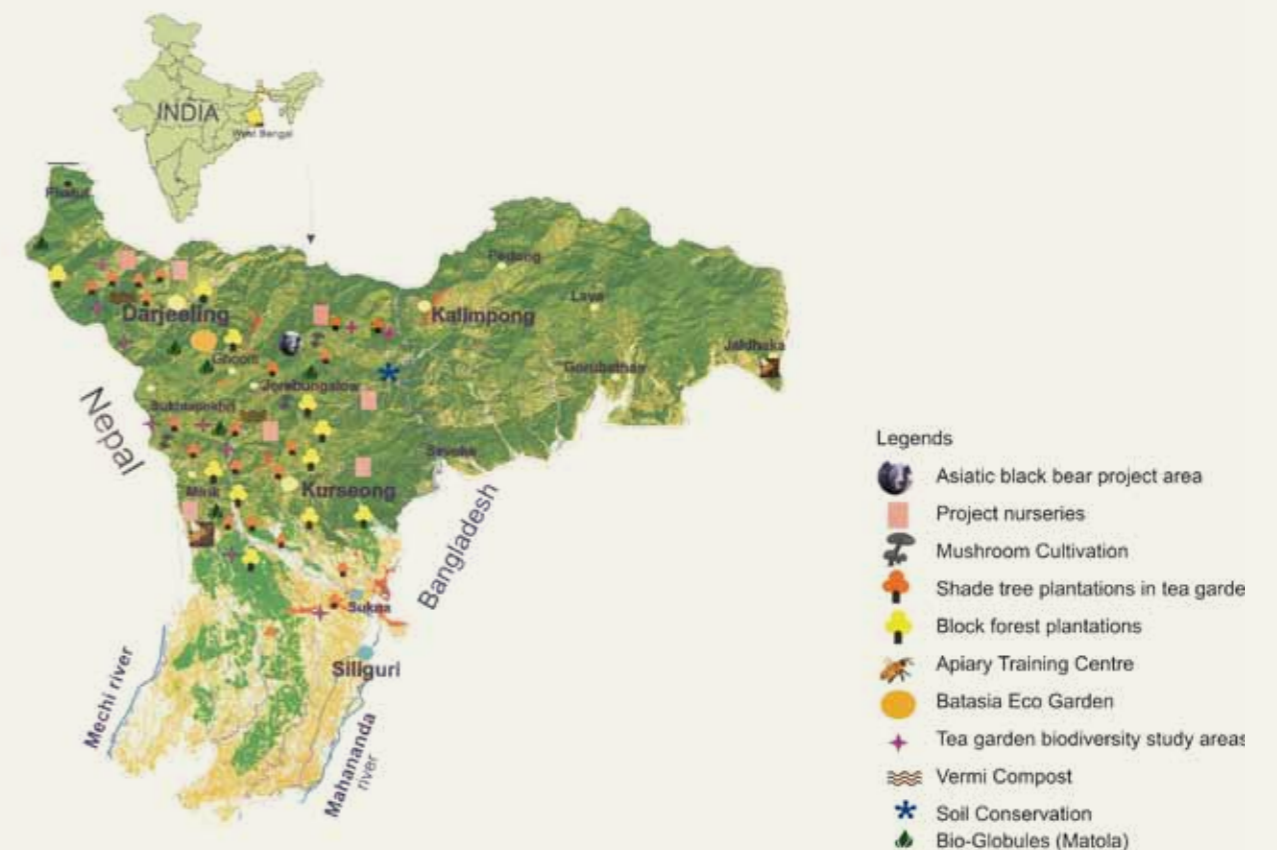 INDIA
West Bengal
Phalut
Pedong
Darjeeling
Kalimpong
Lava
Ghoom
Jaldhaka
Gorubathan
Jorebungalow
Sukhiapokhri
Nepal
Sevoke
Mirik
Kurseong
Bangladesh
Sukna
Siliguri
Mechi river
Mahananda
river
Legends
Asiatic black bear project area
Project nurseries
Mushroom Cultivation
Shade tree plantations in tea garde
Block forest plantations
Apiary Training Centre
Batasia Eco Garden
Tea garden biodiversity study areas
Vermi Compost
Soil Conservation
Bio-Globules (Matola)